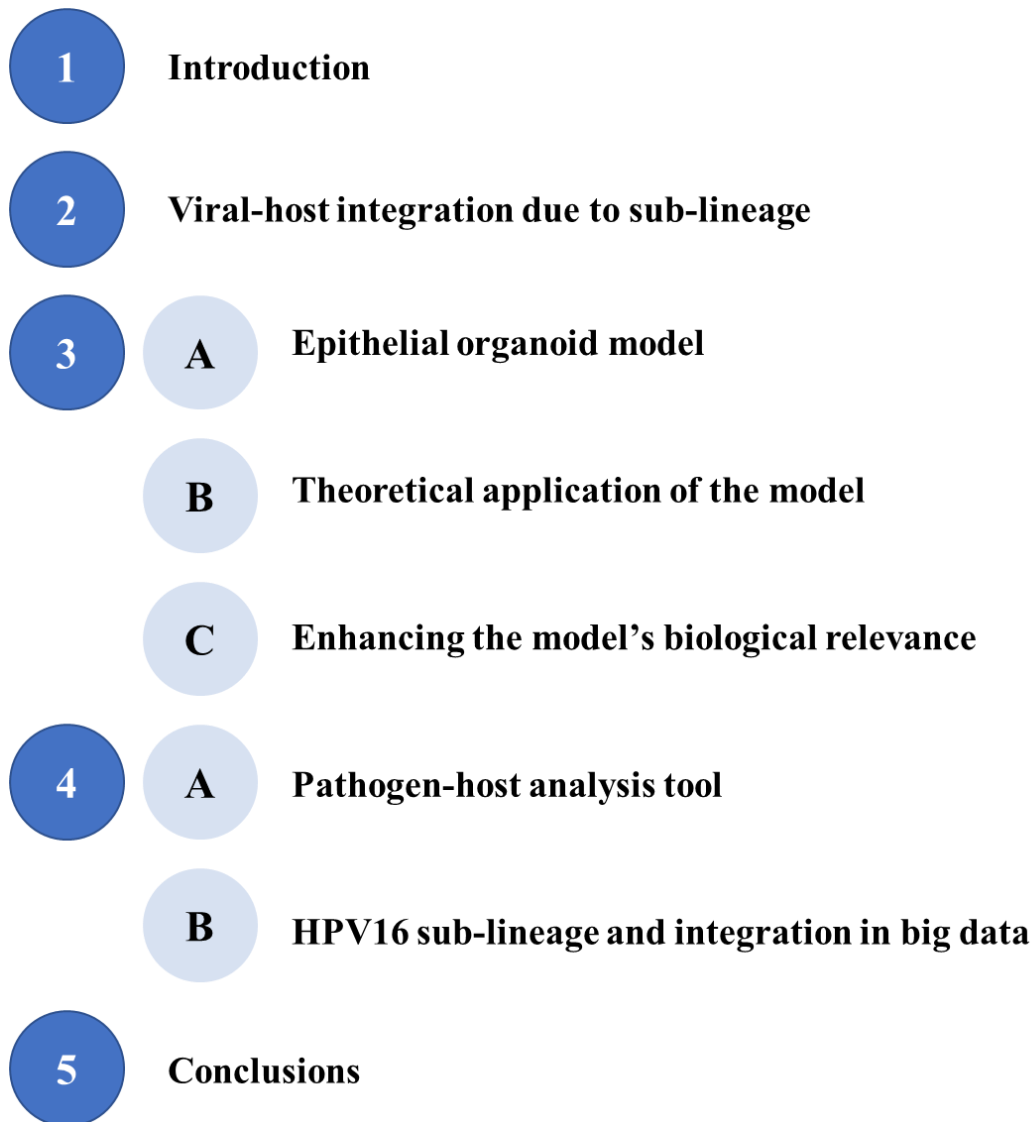 1 Introduction
2 Viral-host integration due to sub-lineage
3 A Epithelial organoid model
B Theoretical application of the model
C Enhancing the model’s biological relevance
4 A Pathogen-host analysis tool
B HPV16 sub-lineage and integration in big data
5 Conclusions